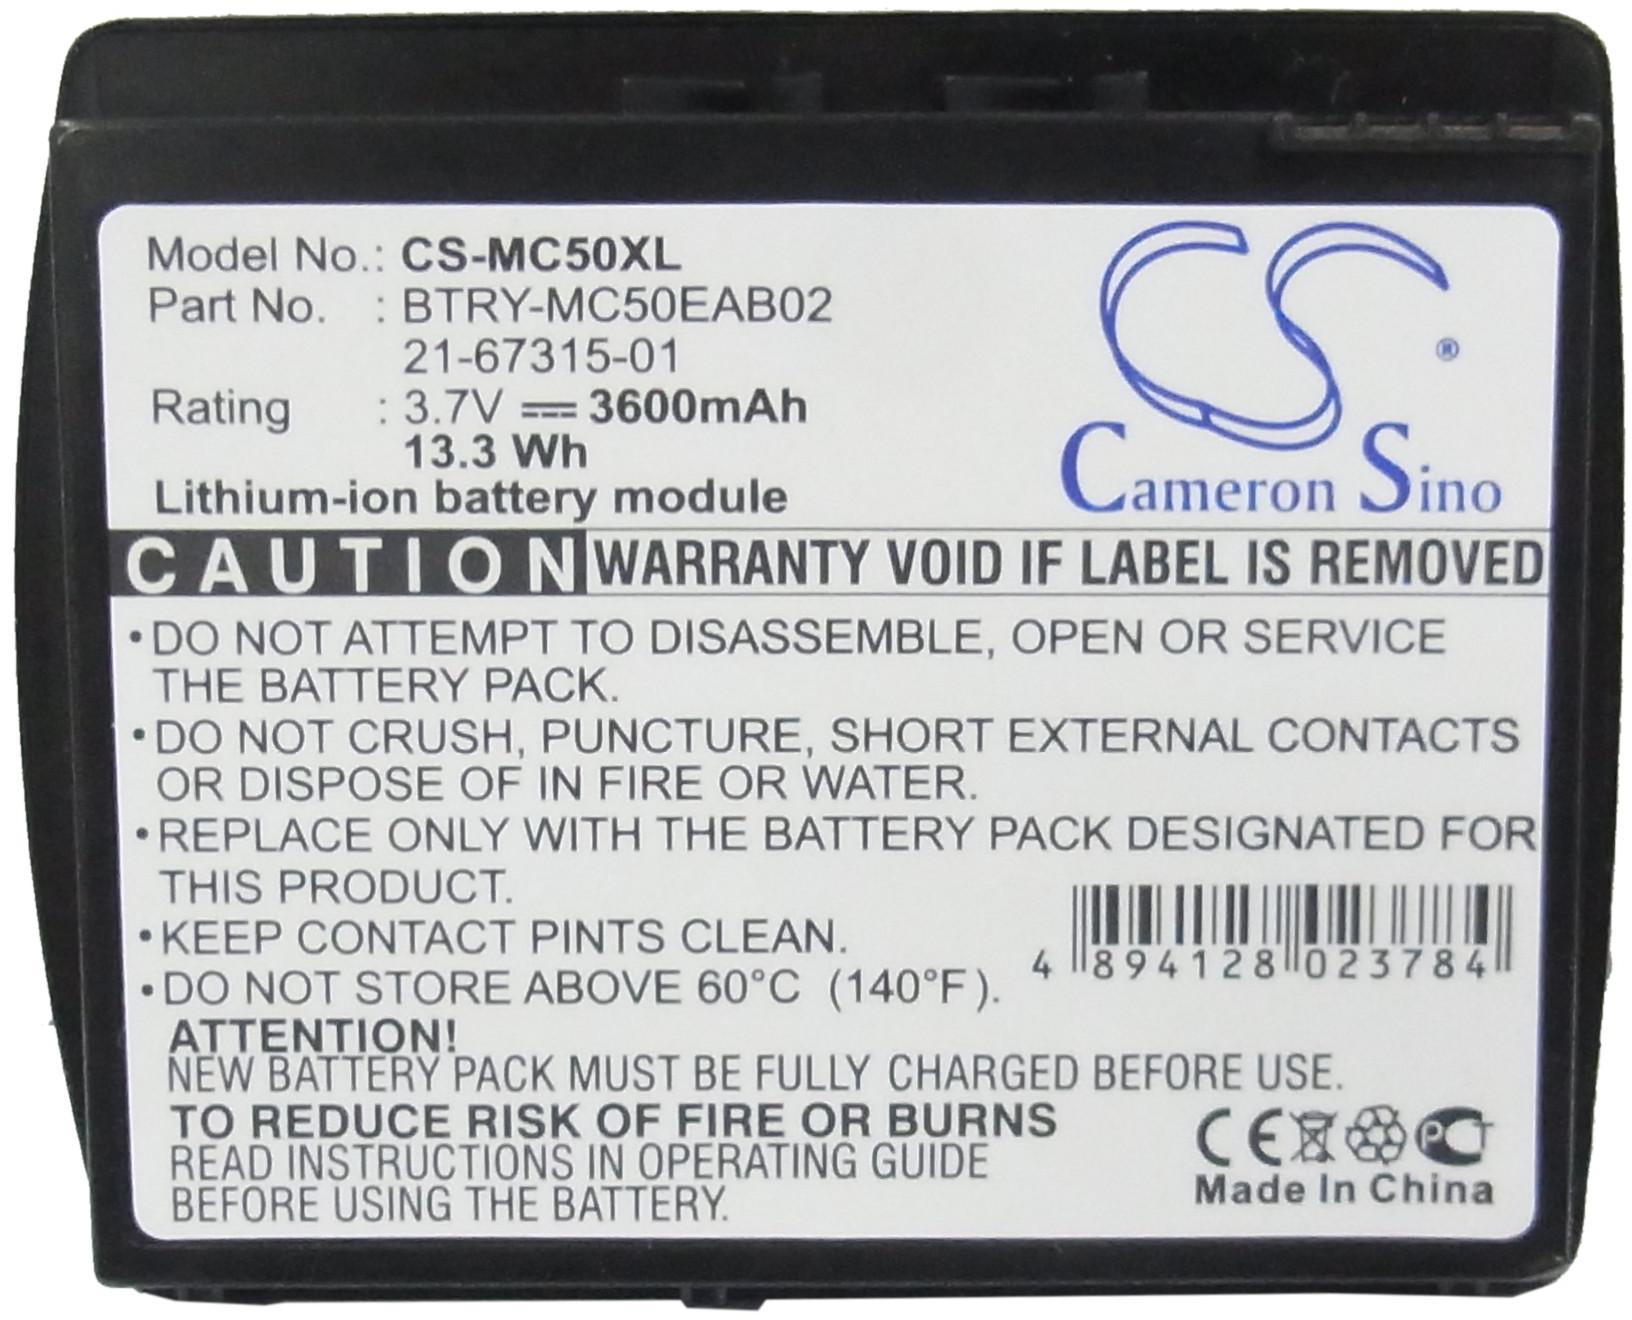 Model No.: CS-MC50XL
Part No. : BTRY-MC50EAB02
21-67315-01
Rating : 3.7V 3600mAh
13.3 Wh
Lithium-ion battery module
CS ®
Cameron Sino
CAUTION WARRANTY VOID IF LABEL IS REMOVED
•DO NOT ATTEMPT TO DISASSEMBLE, OPEN OR SERVICE
THE BATTERY PACK.
•DO NOT CRUSH, PUNCTURE, SHORT EXTERNAL CONTACTS
OR DISPOSE OF IN FIRE OR WATER.
•REPLACE ONLY WITH THE BATTERY PACK DESIGNATED FOR
THIS PRODUCT.
•KEEP CONTACT PINTS CLEAN.
•DO NOT STORE ABOVE 60°C (140°F).
4 894128 023784
ATTENTION!
NEW BATTERY PACK MUST BE FULLY CHARGED BEFORE USE.
TO REDUCE RISK OF FIRE OR BURNS
READ INSTRUCTIONS IN OPERATING GUIDE
BEFORE USING THE BATTERY.
CE PCT
Made In China